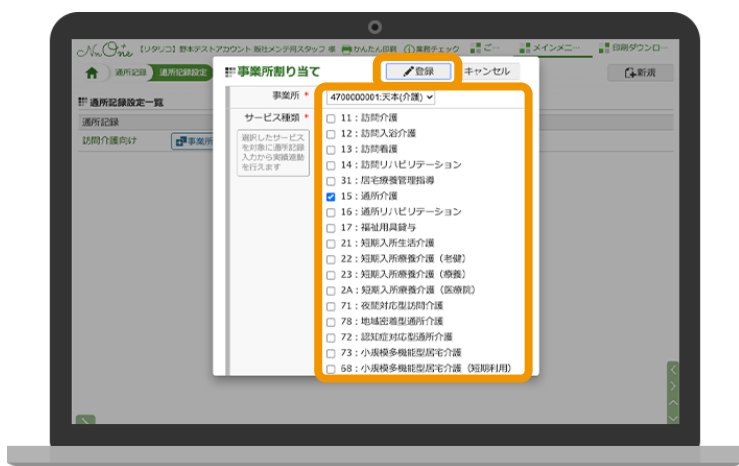 NuOne 【リタリコ】野本テストアカウント 販社メンテ用スタッフ 様 かんたん印刷 業務チェック ご… メインメニ… 印刷ダウンロー
通所記録 通所記録設定 新規
事業所割り当て 登録 キャンセル
通所記録設定一覧
通所記録
訪問介護向け 事業所
事業所 * 4700000001:天本(介護)
サービス種類 *
選択したサービス
を対象に通所記録
入力から実績連動
を行えます
11：訪問介護
12：訪問入浴介護
13：訪問看護
14：訪問リハビリテーション
31：居宅療養管理指導
15：通所介護
16：通所リハビリテーション
17：福祉用具貸与
21：短期入所生活介護
22：短期入所療養介護（老健）
23：短期入所療養介護（療養）
2A：短期入所療養介護（医療院）
71：夜間対応型訪問介護
78：地域密着型通所介護
72：認知症対応型通所介護
73：小規模多機能型居宅介護
68：小規模多機能型居宅介護（短期利用）